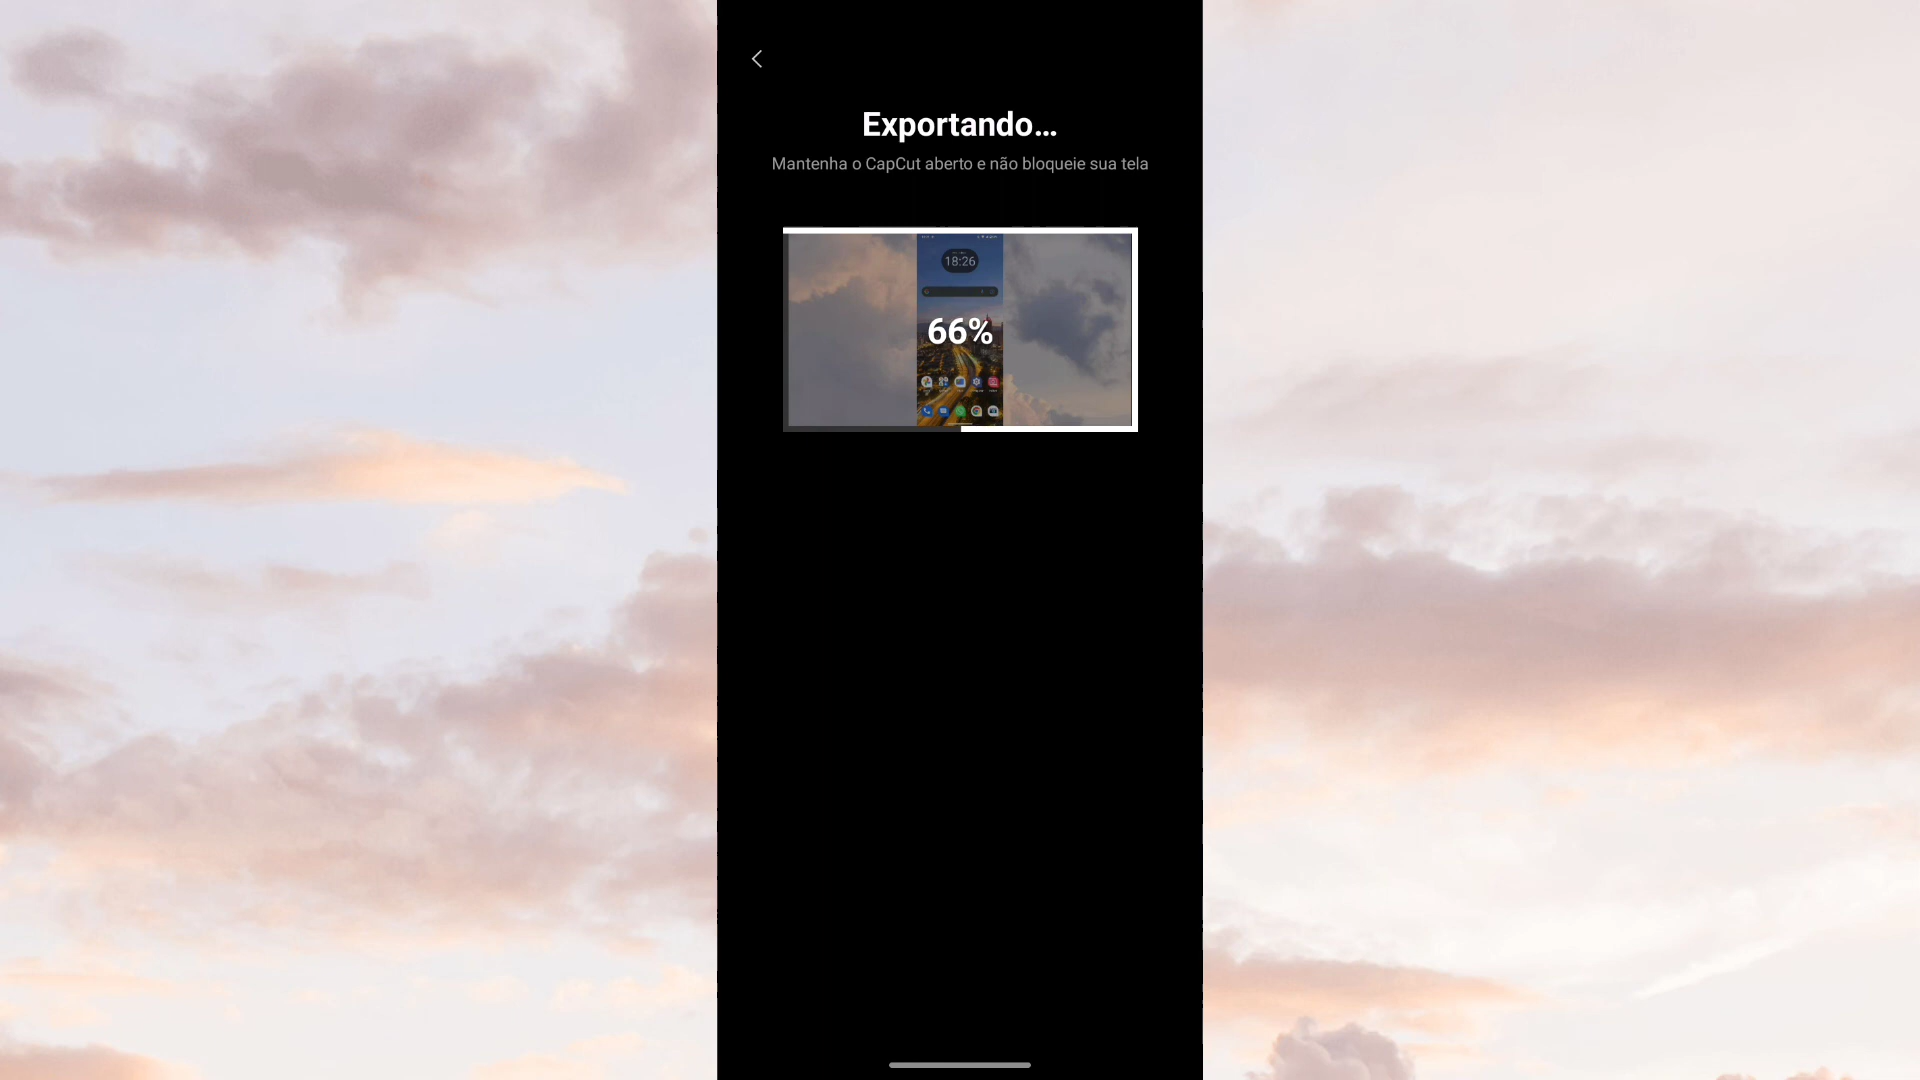 Exportando...
Mantenha o CapCut aberto e não bloqueie sua tela
18:26
66%